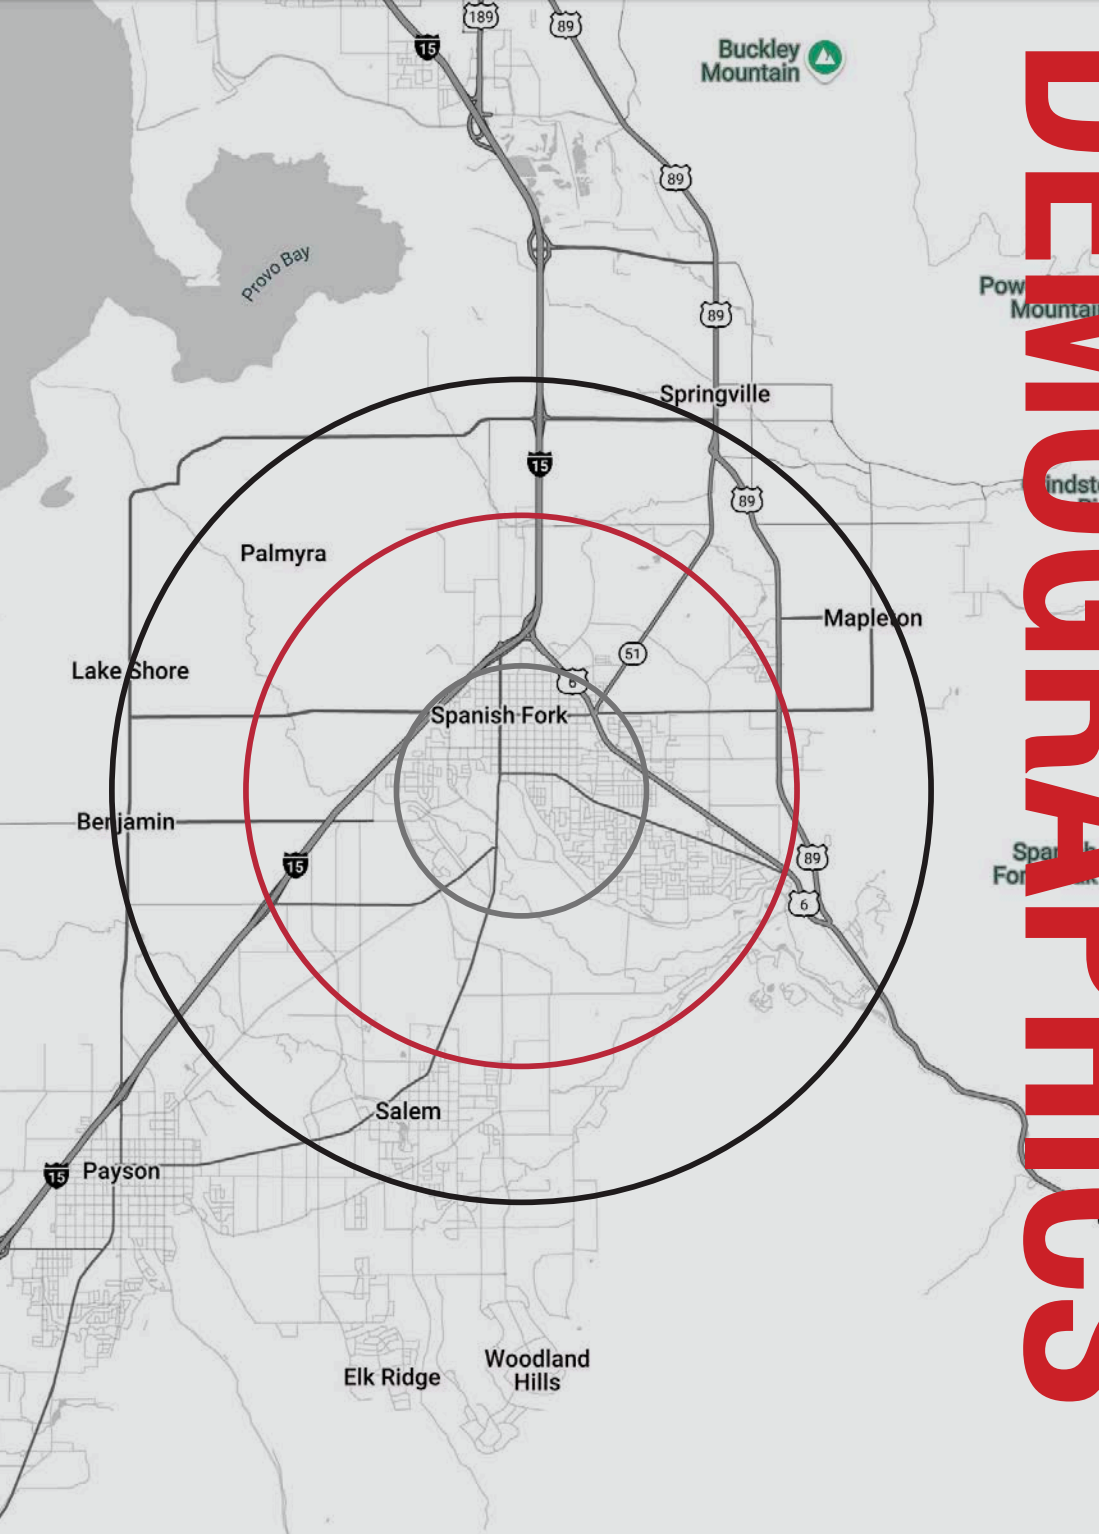 189
89
15
Buckley
Mountain
89
Provo Bay
89
Springville
15
89
Palmyra
Mapleton
51
Lake Shore
6
Spanish Fork
Benjamin
15
89
6
Salem
15
Payson
Woodland
Hills
Elk Ridge
DEMOGRAPHICS